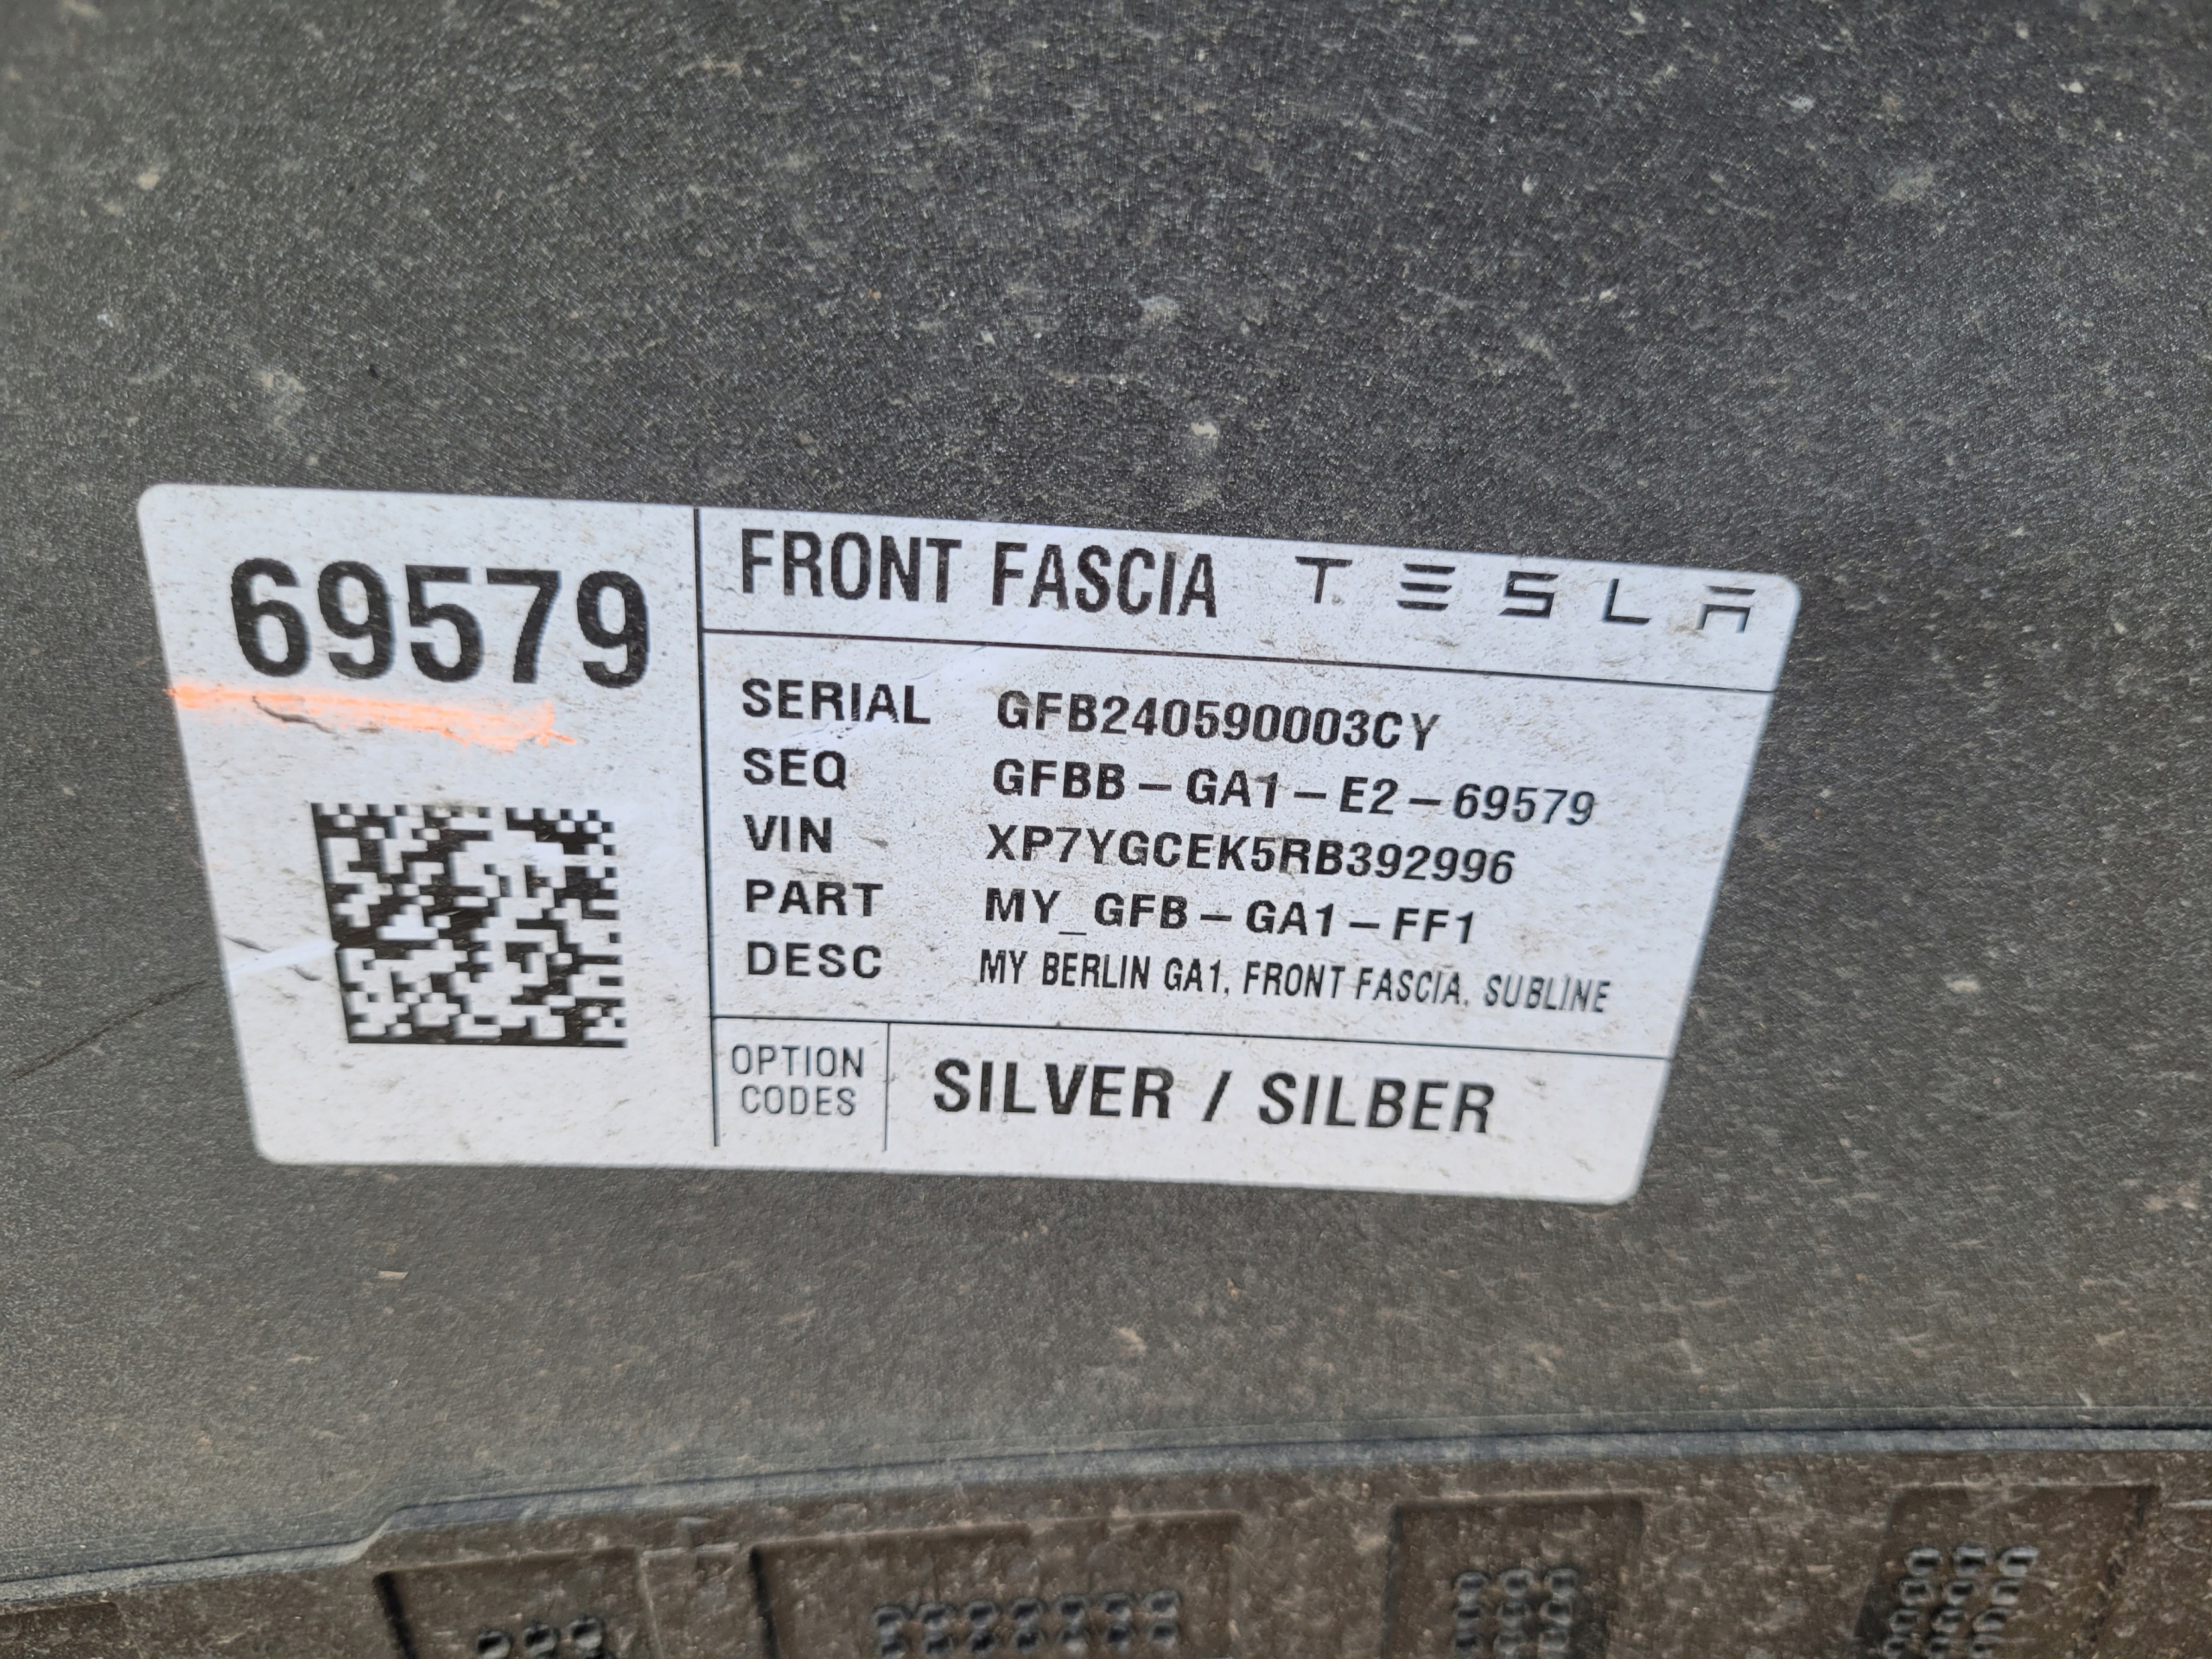 69579
FRONT FASCIA TESLA
SERIAL GFB240590003CY
SEQ GFBB-GA1-E2-69579
VIN XP7YGCEK5RB392996
PART MY_GFB-GA1-FF1
DESC MY BERLIN GA1, FRONT FASCIA, SUBLINE
OPTION CODES
SILVER / SILBER